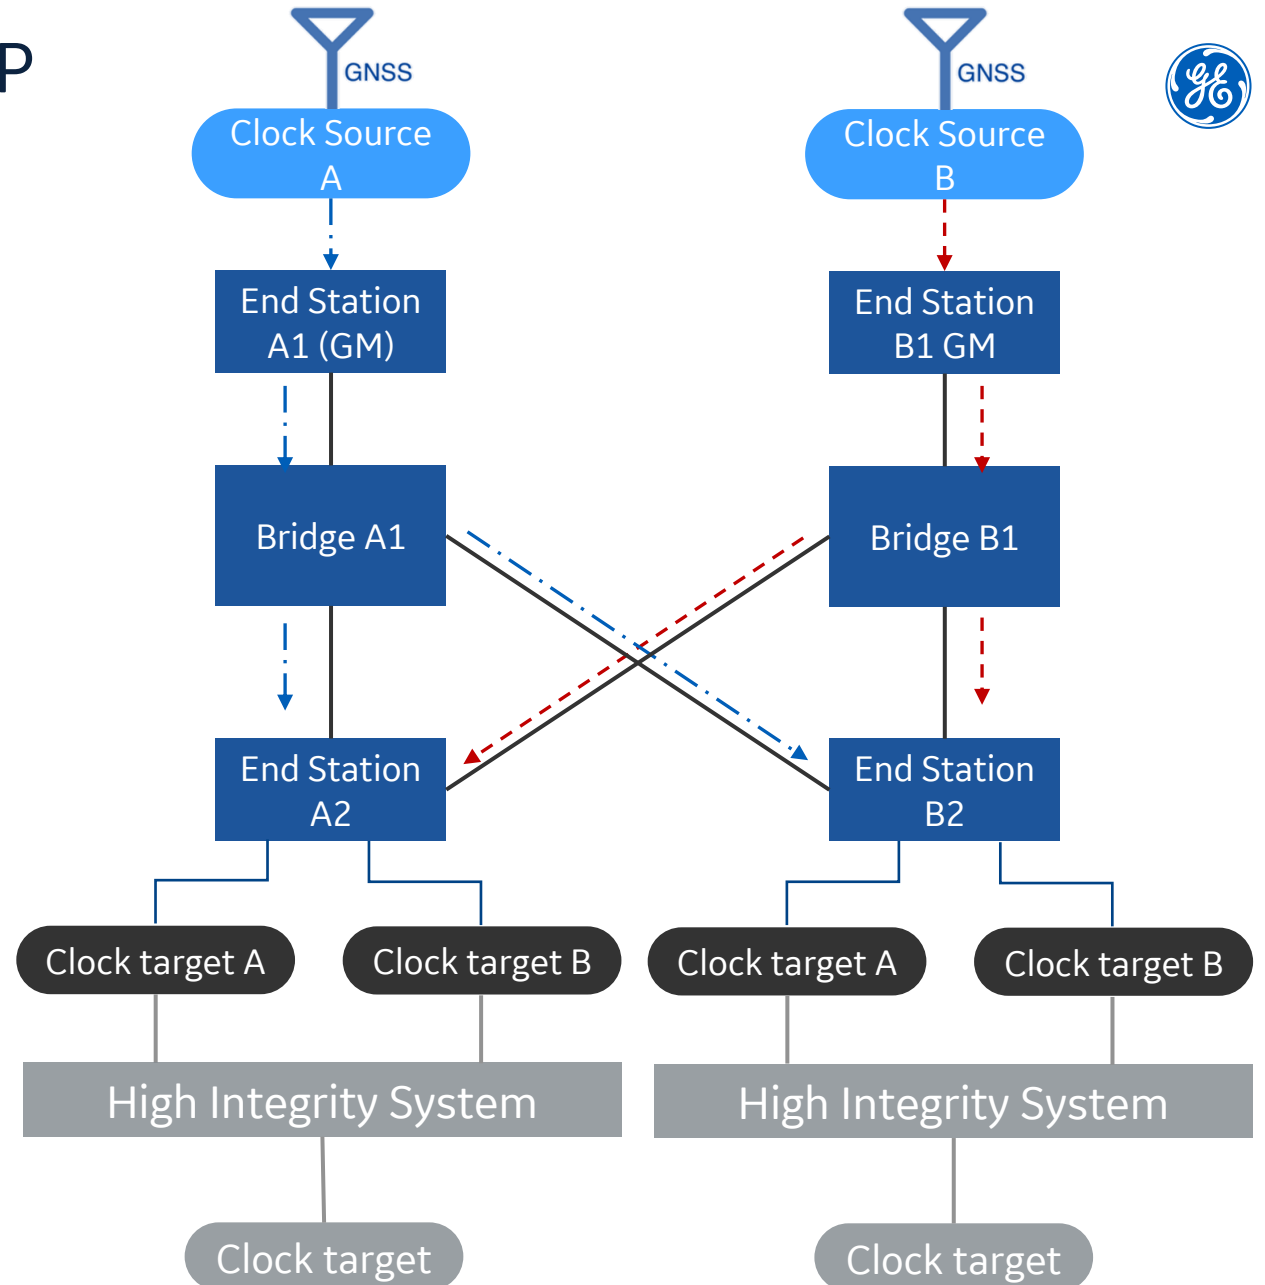 P
GNSS
GNSS
GE
Clock Source
A
Clock Source
B
End Station
A1 (GM)
End Station
B1 GM
Bridge A1
Bridge B1
End Station
A2
End Station
B2
Clock target A
Clock target B
Clock target A
Clock target B
High Integrity System
High Integrity System
Clock target
Clock target